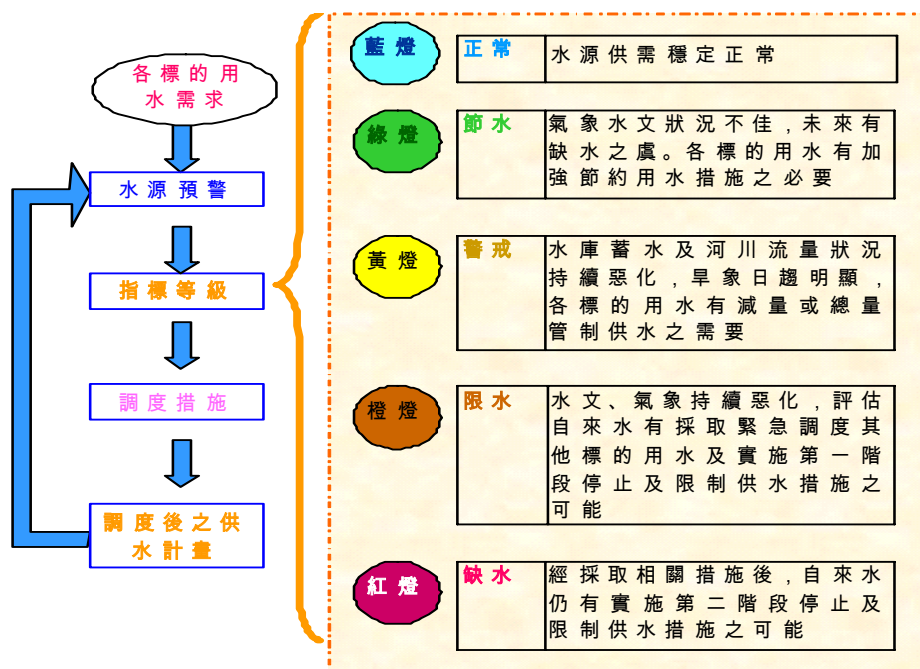 各標的用
水需求
水源預警
指標等級
調度措施
調度後之供
水計畫
藍燈
正常
水源供需穩定正常
綠燈
節水
氣象水文狀況不佳,未來有
缺水之虞。各標的用水有加
強節約用水措施之必要
黃燈
警戒
水庫蓄水及河川流量狀況
持續惡化,旱象日趨明顯,
各標的用水有減量或總量
管制供水之需要
橙燈
限水
水文、氣象持續惡化,評估
自來水有採取緊急調度其
他標的用水及實施第一階
段停止及限制供水措施之
可能
紅燈
缺水
經採取相關措施後,自來水
仍有實施第二階段停止及
限制供水措施之可能